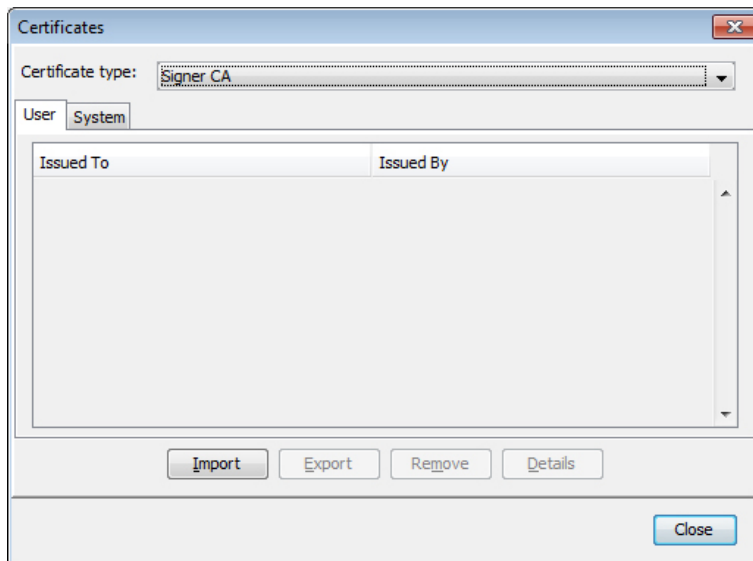 Certificates
Certificate type: Signer CA
User System
Issued To Issued By
Import Export Remove Details
Close